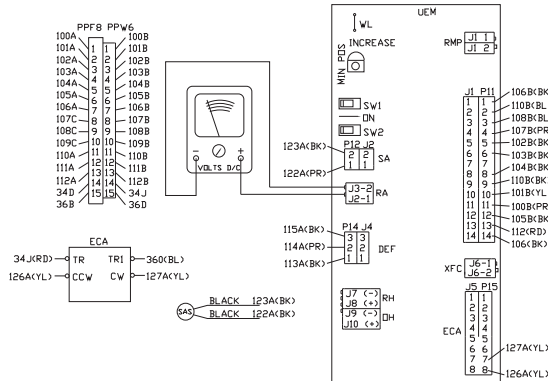 PPF8 PPW6
100A 1 1 100B
101A 2 2 101B
102A 3 3 102B
103A 4 4 103B
104A 5 5 104B
105A 6 6 105B
106A 7 7 106B
107C 8 8 107B
108C 9 9 108B
109C 10 10 109B
110A 11 11 110B
111A 12 12 111B
112A 13 13 112B
34D 14 14 34J
36B 15 15 36D
VOLTS D/C
- +
UEM
WL
INCREASE
MIN POS
SW1
ON
SW2
123A(BK)
P12 J2
2 2
1 1
SA
122A(PR)
J3-2
J2-1
RA
115A(BK)
114A(PR)
113A(BK)
P14 J4
3 3
2 2
1 1
DEF
J7 (-)
J8 (+)
RH
J9 (-)
J10 (+)
OH
RMP
J1 1
J1 2
J1 P11
1 1 106B(BK
2 2 110B(BL
3 3 108B(BL
4 4 107B(PR
5 5 102B(BK
6 6 103B(BK
8 8 104B(BK
9 9 110B(BK
10 10 101B(YL
11 11 100B(PR
12 12 105B(BK
13 13 112(RD)
14 14 106(BK)
XFC
J6-1
J6-2
J5 P15
1 1
2 2
3 3
4 4
5 5
6 6
7 7 127A(YL)
8 8 126A(YL)
ECA
ECA
34J(RD) TR TR1 360(BL)
126A(YL) CCW CW 127A(YL)
SAS
BLACK 123A(BK)
BLACK 122A(BK)